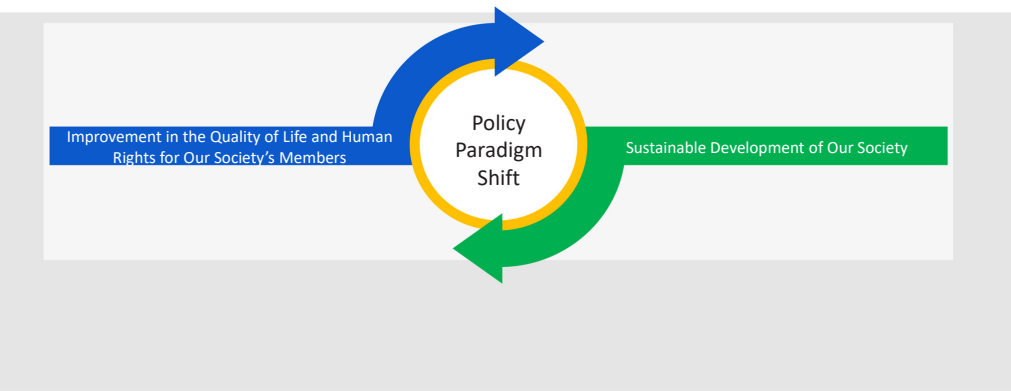 Improvement in the Quality of Life and Human
Rights for Our Society's Members
Policy
Paradigm
Shift
Sustainable Development of Our Society